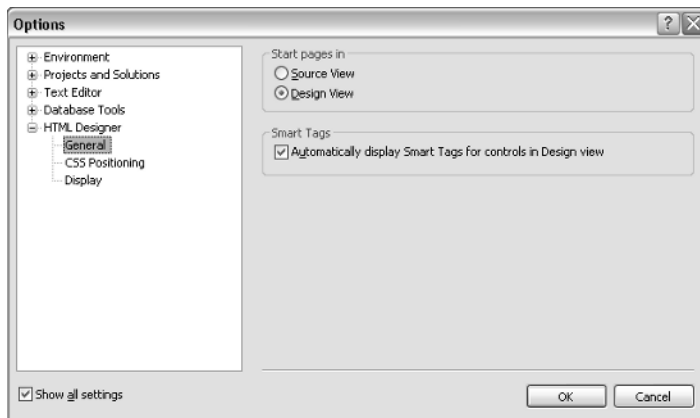 Options
Environment
Projects and Solutions
Text Editor
Database Tools
HTML Designer
General
CSS Positioning
Display
Start pages in
Source View
Design View
Smart Tags
Automatically display Smart Tags for controls in Design view
Show all settings
OK
Cancel